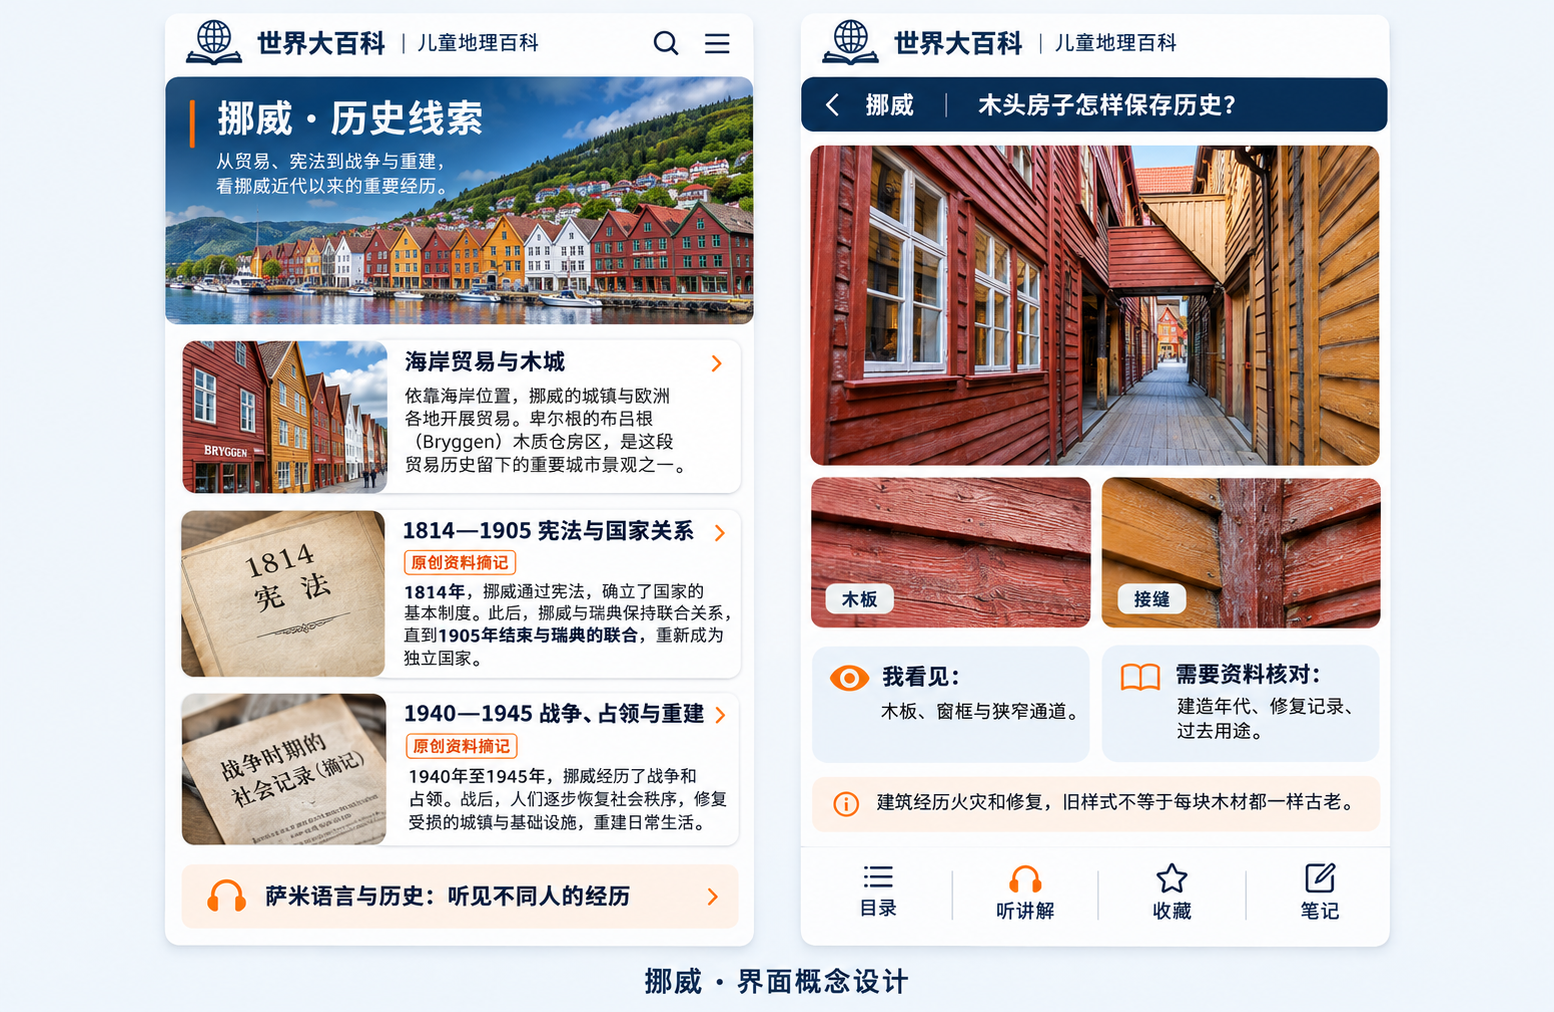 世界大百科 | 儿童地理百科
挪威·历史线索
从贸易、宪法到战争与重建，
看挪威近代以来的重要经历。
BRYGGEN
海岸贸易与木城
依靠海岸位置，挪威的城镇与欧洲
各地开展贸易。卑尔根的布吕根
（Bryggen）木质仓房区，是这段
贸易历史留下的重要城市景观之一。
1814
宪 法
1814—1905 宪法与国家关系
原创资料摘记
1814年，挪威通过宪法，确立了国家的
基本制度。此后，挪威与瑞典保持联合关系，
直到1905年结束与瑞典的联合，重新成为
独立国家。
战争时期的
社会记录（摘记）
1940—1945 战争、占领与重建
原创资料摘记
1940年至1945年，挪威经历了战争和
占领。战后，人们逐步恢复社会秩序，修复
受损的城镇与基础设施，重建日常生活。
萨米语言与历史：听见不同人的经历
世界大百科 | 儿童地理百科
挪威 | 木头房子怎样保存历史？
木板
接缝
我看见：
木板、窗框与狭窄通道。
需要资料核对：
建造年代、修复记录、
过去用途。
建筑经历火灾和修复，旧样式不等于每块木材都一样古老。
目录
听讲解
收藏
笔记
挪威·界面概念设计